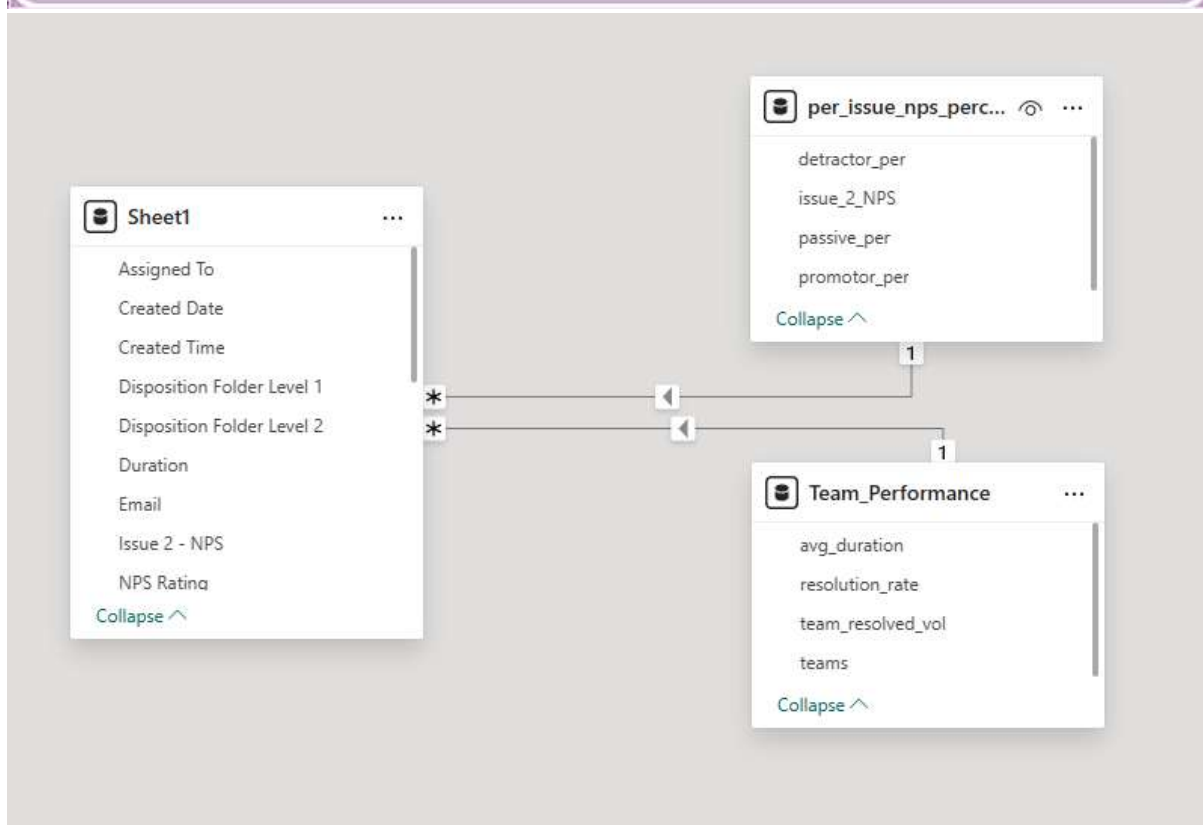 Sheet1
...
Assigned To
Created Date
Created Time
Disposition Folder Level 1
Disposition Folder Level 2
Duration
Email
Issue 2 - NPS
NPS Rating
Collapse
per_issue_nps_perc...
...
detractor_per
issue_2_NPS
passive_per
promotor_per
Collapse
1
*
*
1
Team_Performance
...
avg_duration
resolution_rate
team_resolved_vol
teams
Collapse